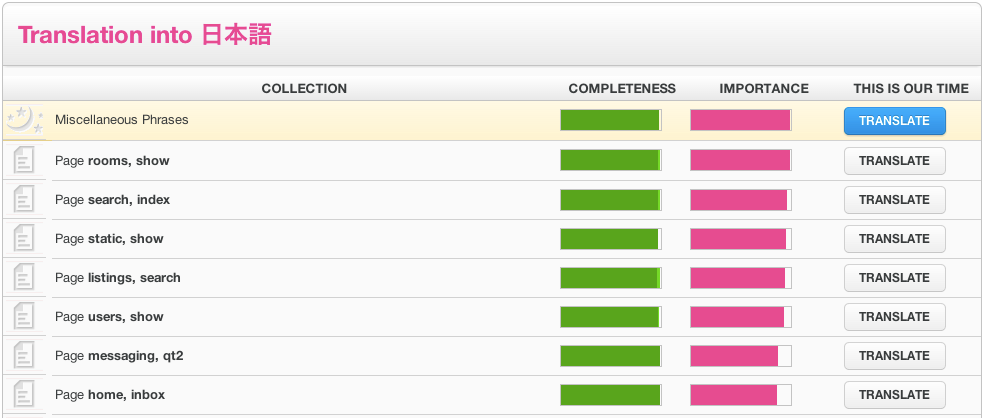 Translation into 日本語
COLLECTION COMPLETENESS IMPORTANCE THIS IS OUR TIME
Miscellaneous Phrases TRANSLATE
Page rooms, show TRANSLATE
Page search, index TRANSLATE
Page static, show TRANSLATE
Page listings, search TRANSLATE
Page users, show TRANSLATE
Page messaging, qt2 TRANSLATE
Page home, inbox TRANSLATE